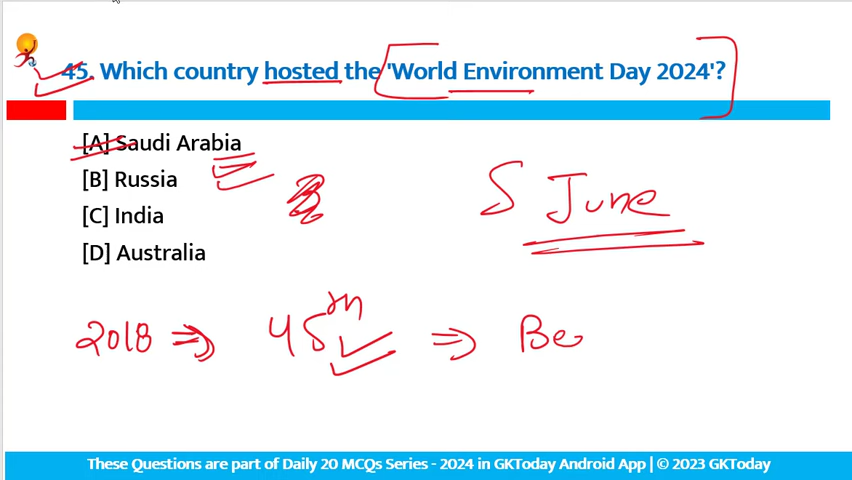 45. Which country hosted the 'World Environment Day 2024'?
[A] Saudi Arabia
[B] Russia
[C] India
[D] Australia
5 June
2018 ⇒ 45th ⇒ Be
These Questions are part of Daily 20 MCQs Series - 2024 in GKToday Android App | © 2023 GKToday